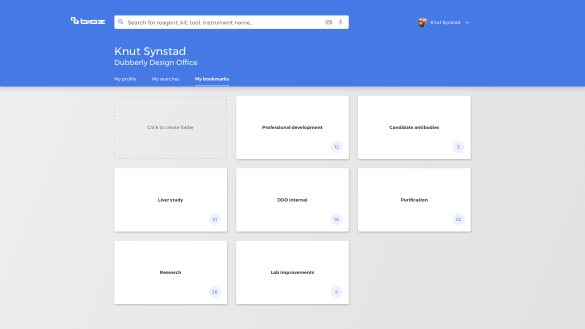 bioz
Search for reagent, kit, tool, instrument name...
Knut Synstad
Knut Synstad
Dubberly Design Office
My profile
My searches
My bookmarks
Click to create folder
Professional development
12
Candidate antibodies
3
Liver study
21
DDO internal
16
Purification
23
Research
26
Lab improvements
4